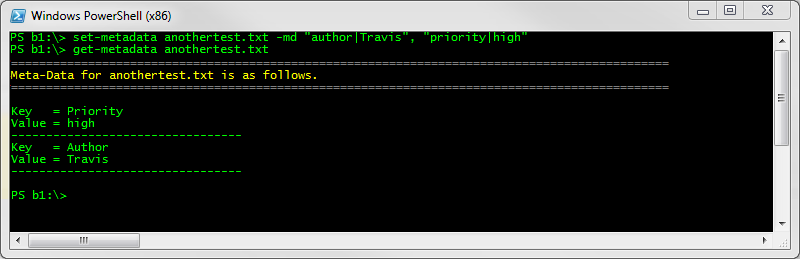 Windows PowerShell (x86)
PS b1:\> set-metadata anothertest.txt -md "author|Travis", "priority|high"
PS b1:\> get-metadata anothertest.txt
==============================================================================================
Meta-Data for anothertest.txt is as follows.
==============================================================================================
Key   = Priority
Value = high
---------------------------------
Key   = Author
Value = Travis
---------------------------------
PS b1:\>